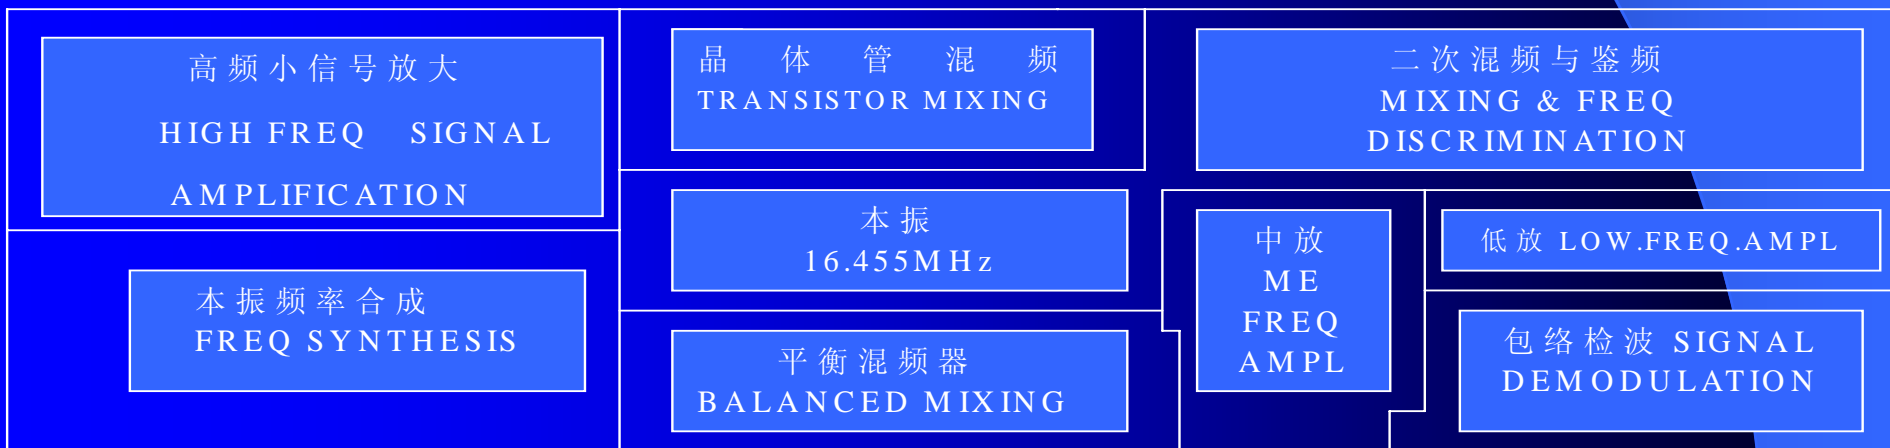 高频小信号放大
HIGH FREQ SIGNAL
AMPLIFICATION
晶体管混频
TRANSISTOR MIXING
二次混频与鉴频
MIXING & FREQ
DISCRIMINATION
本振
16.455MHz
中放
ME
FREQ
AMPL
低放 LOW.FREQ.AMPL
本振频率合成
FREQ SYNTHESIS
平衡混频器
BALANCED MIXING
包络检波 SIGNAL
DEMODULATION